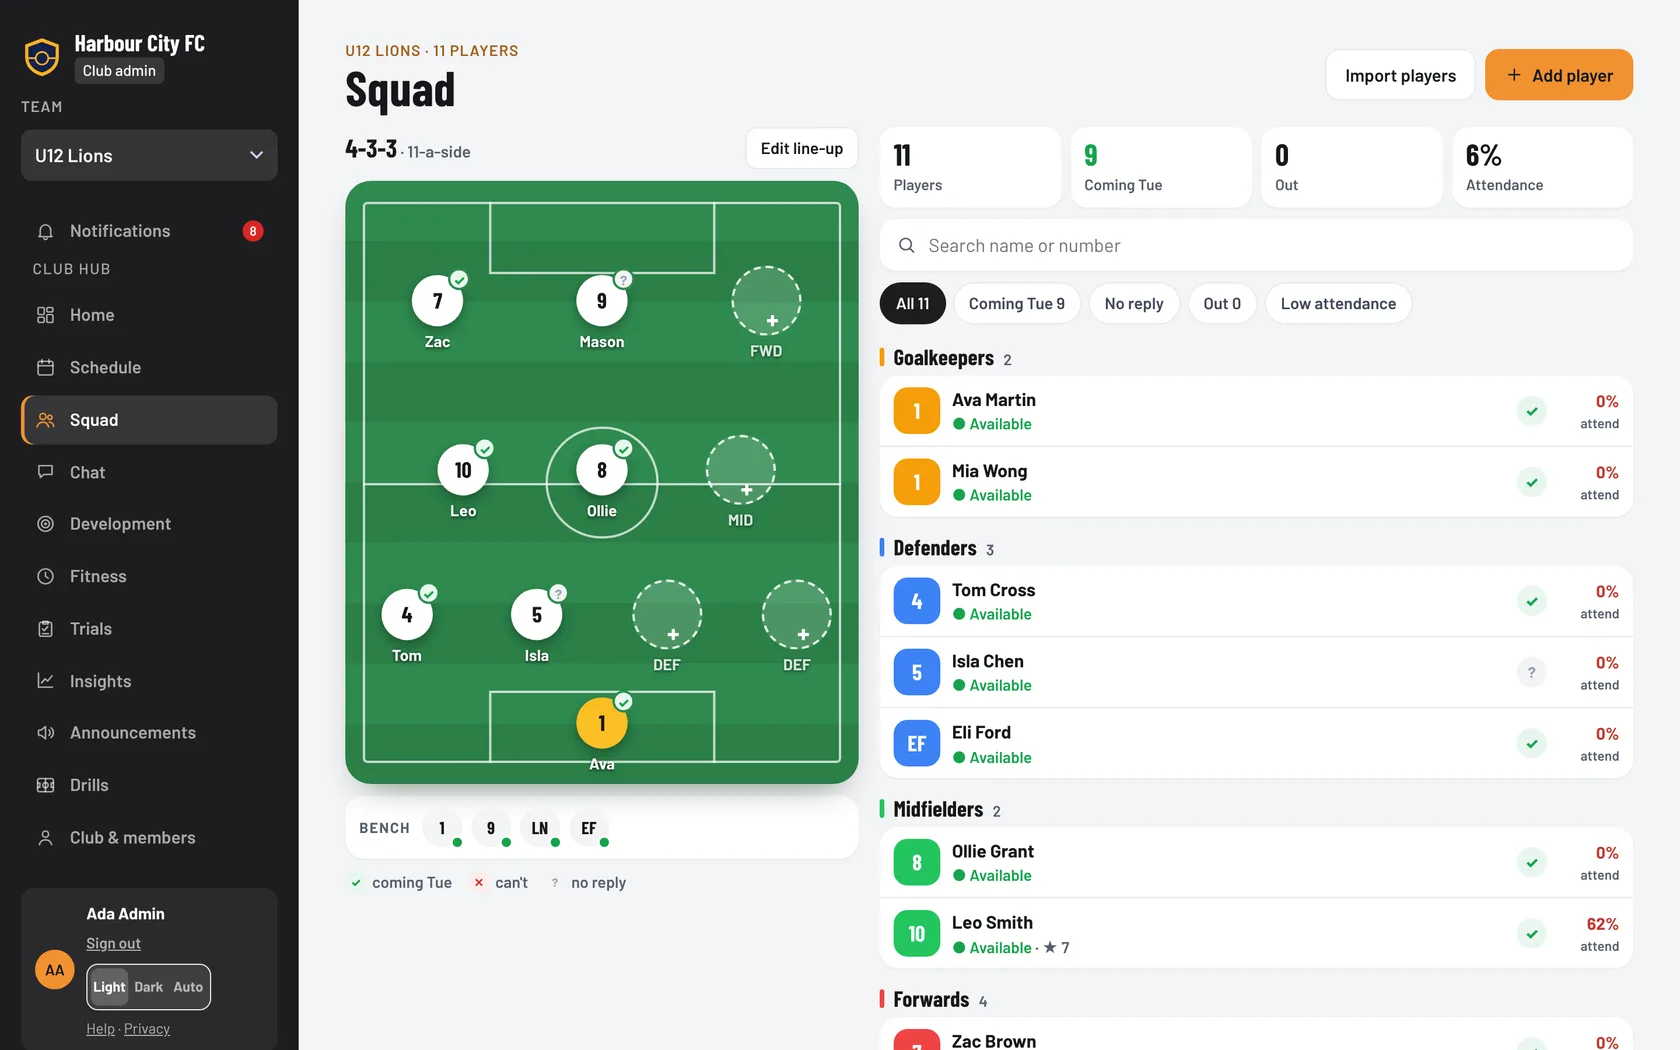 Harbour City FC
Club admin
TEAM
U12 Lions
Notifications 8
CLUB HUB
Home
Schedule
Squad
Chat
Development
Fitness
Trials
Insights
Announcements
Drills
Club & members
Ada Admin
Sign out
AA
Light Dark Auto
Help · Privacy
U12 LIONS · 11 PLAYERS
Squad
Import players
+ Add player
4-3-3 · 11-a-side
Edit line-up
7 ✓
Zac
9 ?
Mason
+
FWD
10 ✓
Leo
8 ✓
Ollie
+
MID
4 ✓
Tom
5 ?
Isla
+
DEF
+
DEF
1 ✓
Ava
BENCH 1 9 LN EF
✓ coming Tue × can't ? no reply
11
Players
9
Coming Tue
0
Out
6%
Attendance
Search name or number
All 11
Coming Tue 9
No reply
Out 0
Low attendance
Goalkeepers 2
1
Ava Martin
Available
✓
0%
attend
1
Mia Wong
Available
✓
0%
attend
Defenders 3
4
Tom Cross
Available
✓
0%
attend
5
Isla Chen
Available
?
0%
attend
EF
Eli Ford
Available
✓
0%
attend
Midfielders 2
8
Ollie Grant
Available
✓
0%
attend
10
Leo Smith
Available · ★ 7
✓
62%
attend
Forwards 4
7
Zac Brown
0%